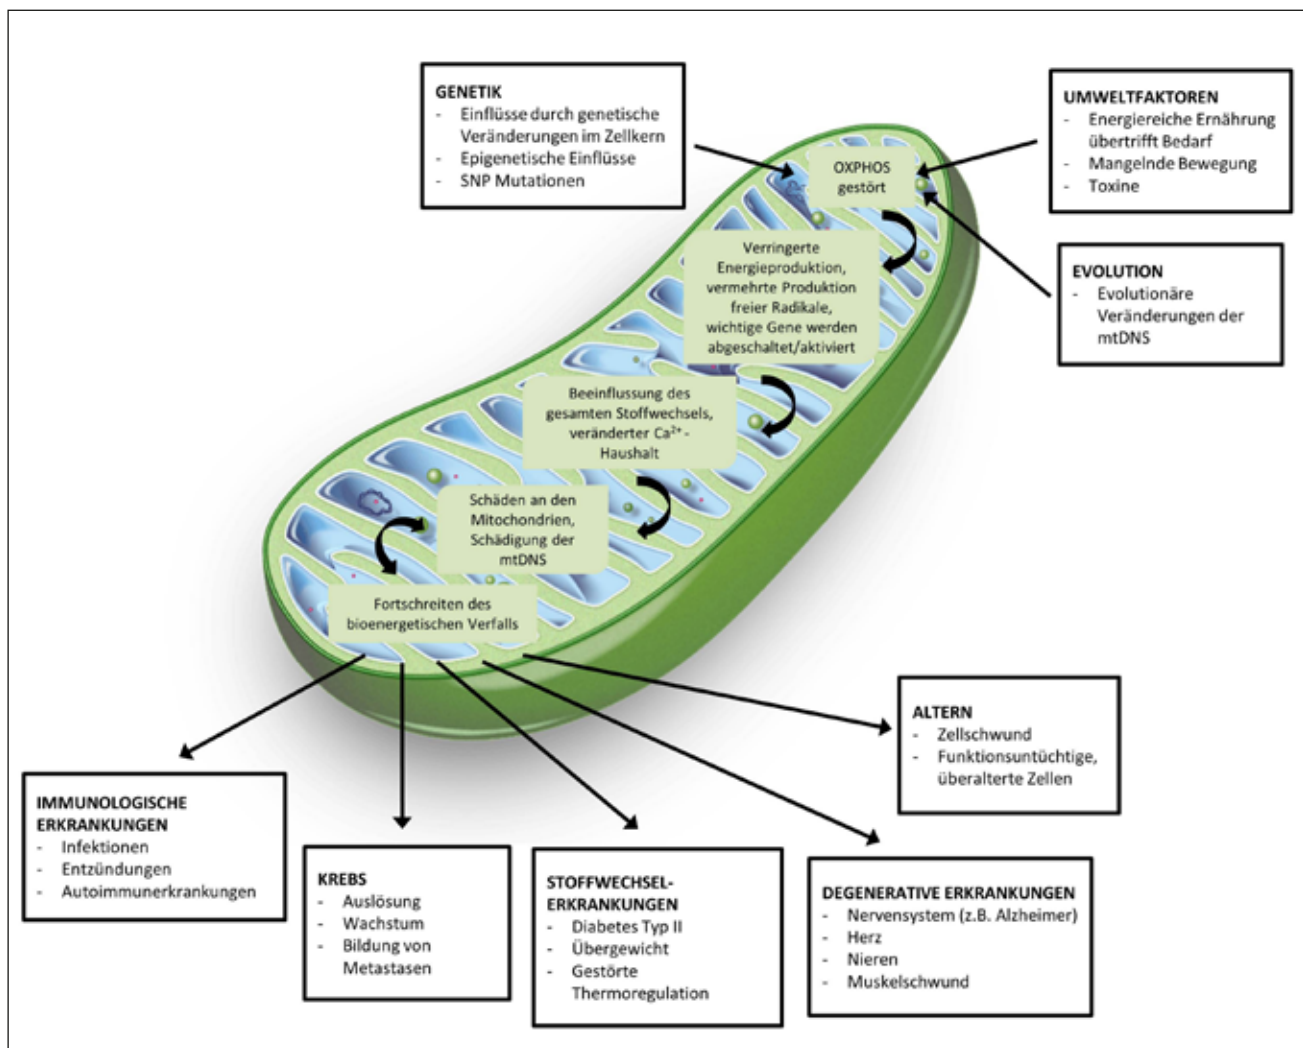 GENETIK
- Einflüsse durch genetische
Veränderungen im Zellkern
- Epigenetische Einflüsse
- SNP Mutationen
UMWELTFAKTOREN
- Energiereiche Ernährung
übertrifft Bedarf
- Mangelnde Bewegung
- Toxine
EVOLUTION
- Evolutionäre
Veränderungen der
mtDNS
OXPHOS
gestört
Verringerte
Energieproduktion,
vermehrte Produktion
freier Radikale,
wichtige Gene werden
abgeschaltet/aktiviert
Beeinflussung des
gesamten Stoffwechsels,
veränderter Ca²⁺ -
Haushalt
Schäden an den
Mitochondrien,
Schädigung der
mtDNS
Fortschreiten des
bioenergetischen Verfalls
IMMUNOLOGISCHE
ERKRANKUNGEN
- Infektionen
- Entzündungen
- Autoimmunerkrankungen
KREBS
- Auslösung
- Wachstum
- Bildung von
Metastasen
STOFFWECHSEL-
ERKRANKUNGEN
- Diabetes Typ II
- Übergewicht
- Gestörte
Thermoregulation
DEGENERATIVE ERKRANKUNGEN
- Nervensystem (z.B. Alzheimer)
- Herz
- Nieren
- Muskelschwund
ALTERN
- Zellschwund
- Funktionsuntüchtige,
überalterte Zellen